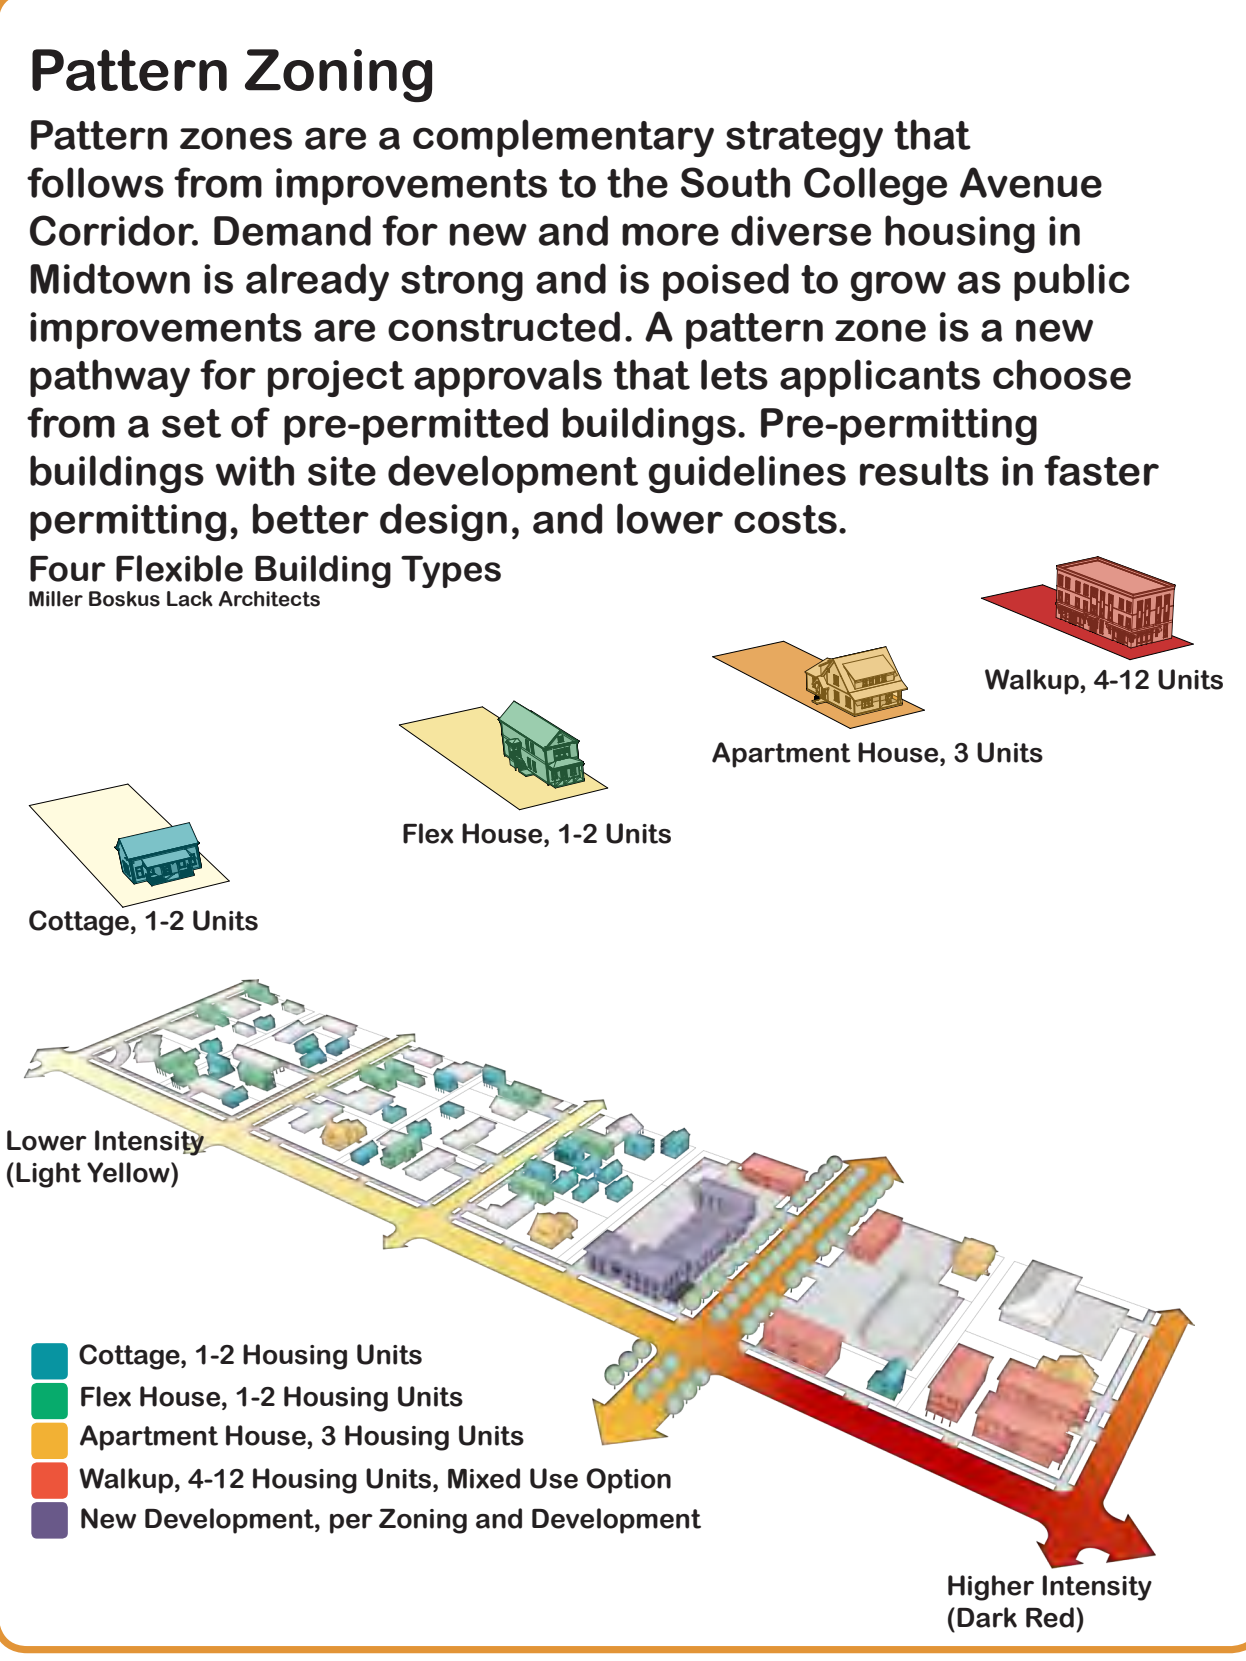 Pattern Zoning
Pattern zones are a complementary strategy that
follows from improvements to the South College Avenue
Corridor. Demand for new and more diverse housing in
Midtown is already strong and is poised to grow as public
improvements are constructed. A pattern zone is a new
pathway for project approvals that lets applicants choose
from a set of pre-permitted buildings. Pre-permitting
buildings with site development guidelines results in faster
permitting, better design, and lower costs.
Four Flexible Building Types
Miller Boskus Lack Architects
Walkup, 4-12 Units
Apartment House, 3 Units
Flex House, 1-2 Units
Cottage, 1-2 Units
Lower Intensity
(Light Yellow)
Cottage, 1-2 Housing Units
Flex House, 1-2 Housing Units
Apartment House, 3 Housing Units
Walkup, 4-12 Housing Units, Mixed Use Option
New Development, per Zoning and Development
Higher Intensity
(Dark Red)